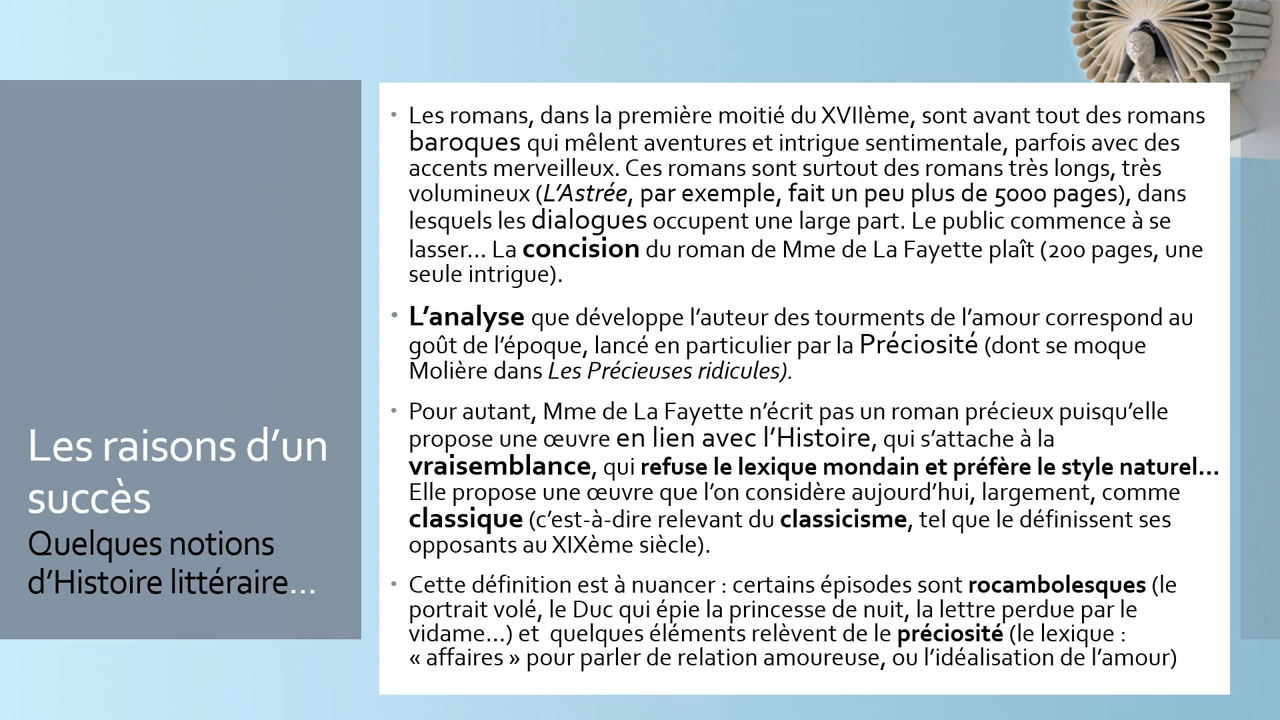 Les raisons d’un
succès
Quelques notions
d’Histoire littéraire…
• Les romans, dans la première moitié du XVIIème, sont avant tout des romans
baroques qui mêlent aventures et intrigue sentimentale, parfois avec des
accents merveilleux. Ces romans sont surtout des romans très longs, très
volumineux (L’Astrée, par exemple, fait un peu plus de 5000 pages), dans
lesquels les dialogues occupent une large part. Le public commence à se
lasser… La concision du roman de Mme de La Fayette plaît (200 pages, une
seule intrigue).
• L’analyse que développe l’auteur des tourments de l’amour correspond au
goût de l’époque, lancé en particulier par la Préciosité (dont se moque
Molière dans Les Précieuses ridicules).
• Pour autant, Mme de La Fayette n’écrit pas un roman précieux puisqu’elle
propose une œuvre en lien avec l’Histoire, qui s’attache à la
vraisemblance, qui refuse le lexique mondain et préfère le style naturel…
Elle propose une œuvre que l’on considère aujourd’hui, largement, comme
classique (c’est-à-dire relevant du classicisme, tel que le définissent ses
opposants au XIXème siècle).
• Cette définition est à nuancer : certains épisodes sont rocambolesques (le
portrait volé, le Duc qui épie la princesse de nuit, la lettre perdue par le
vidame…) et quelques éléments relèvent de le préciosité (le lexique :
« affaires » pour parler de relation amoureuse, ou l’idéalisation de l’amour)